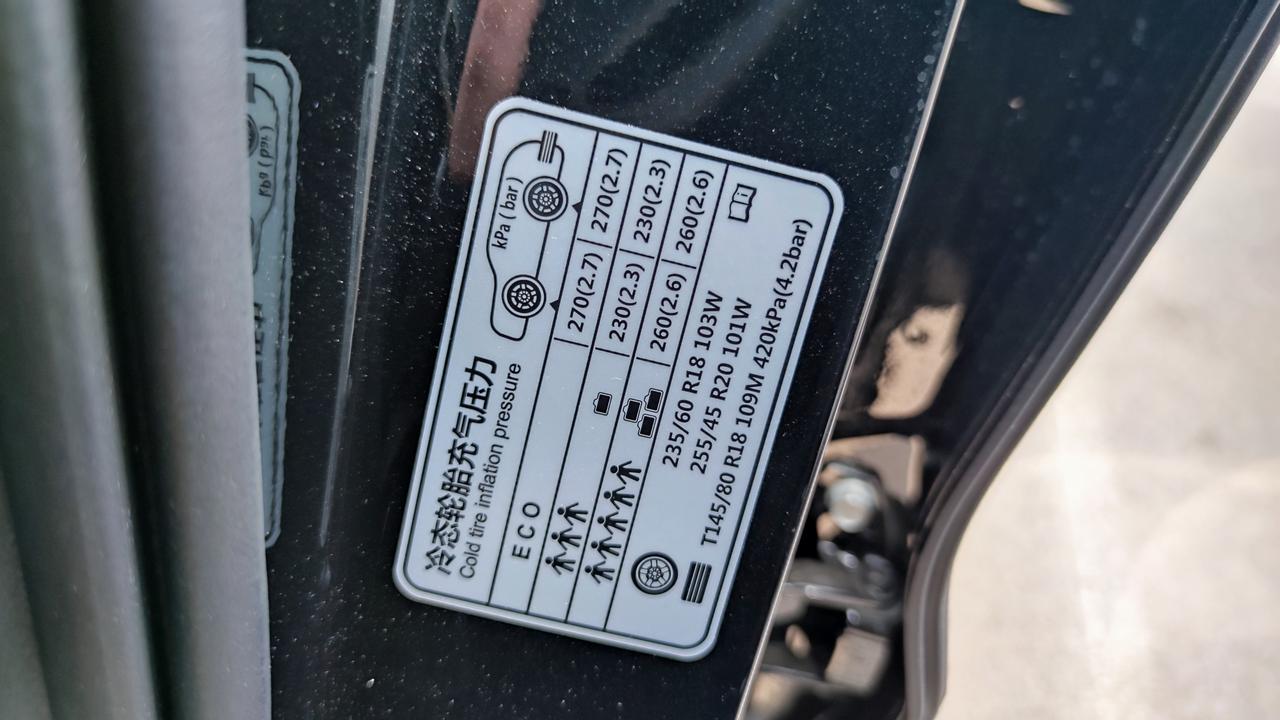 冷态轮胎充气压力
Cold tire inflation pressure
kPa ( bar )
ECO 270(2.7) 270(2.7)
230(2.3) 230(2.3)
260(2.6) 260(2.6)
235/60 R18 103W
255/45 R20 101W
T145/80 R18 109M 420kPa(4.2bar)